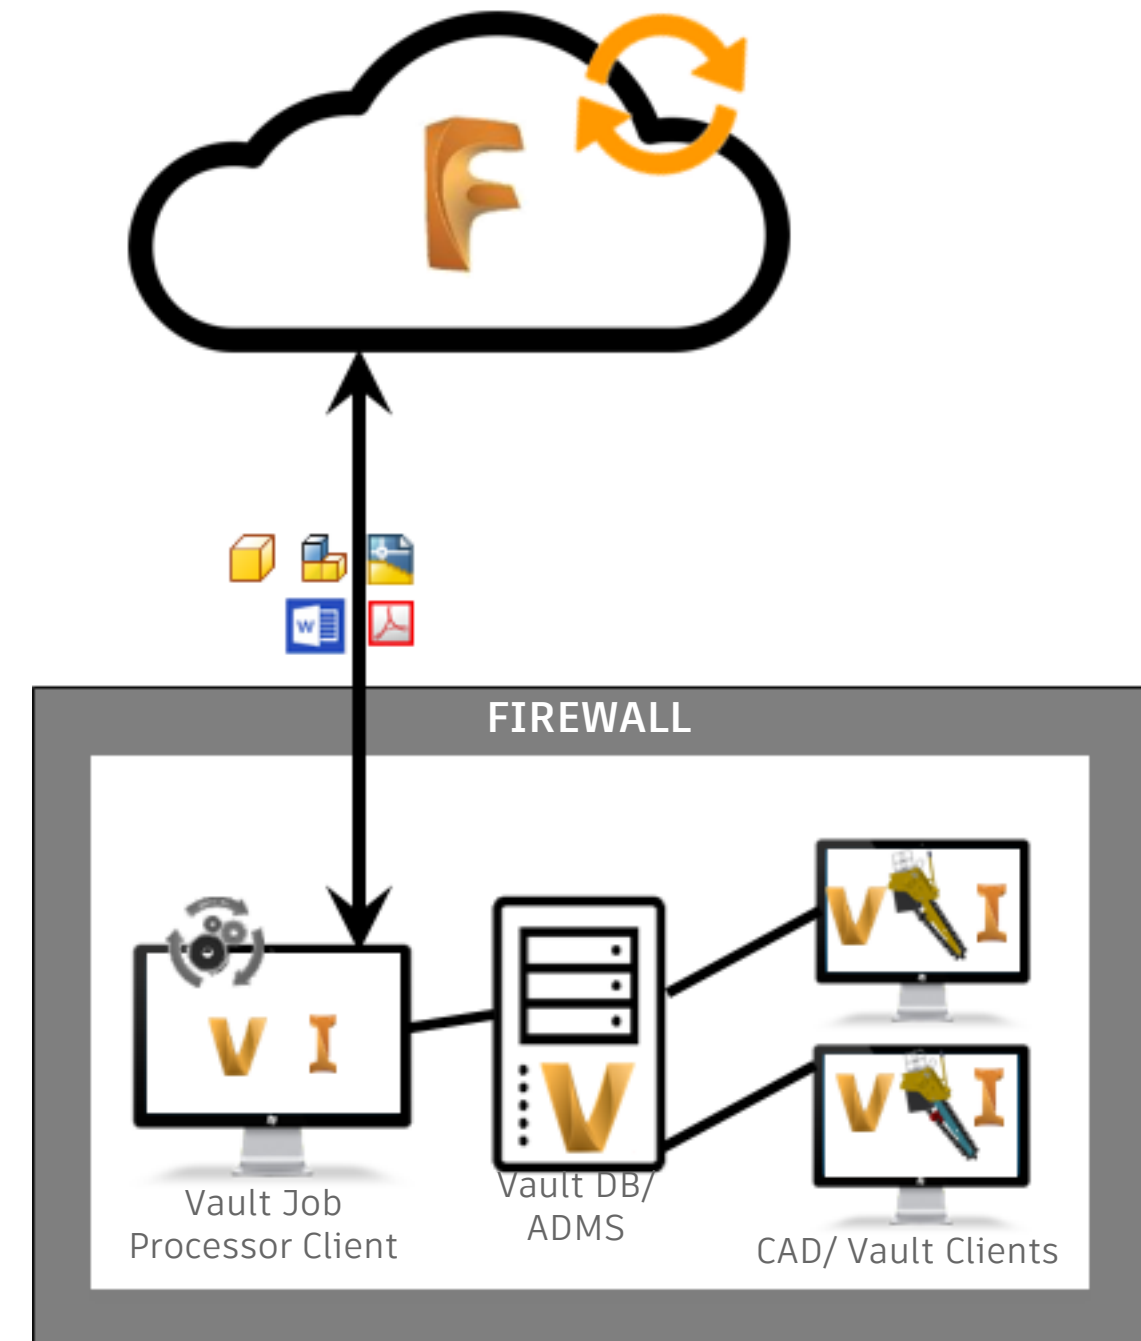 F
W
FIREWALL
V I
V I
V
V I
Vault Job
Processor Client
Vault DB/
ADMS
CAD/ Vault Clients